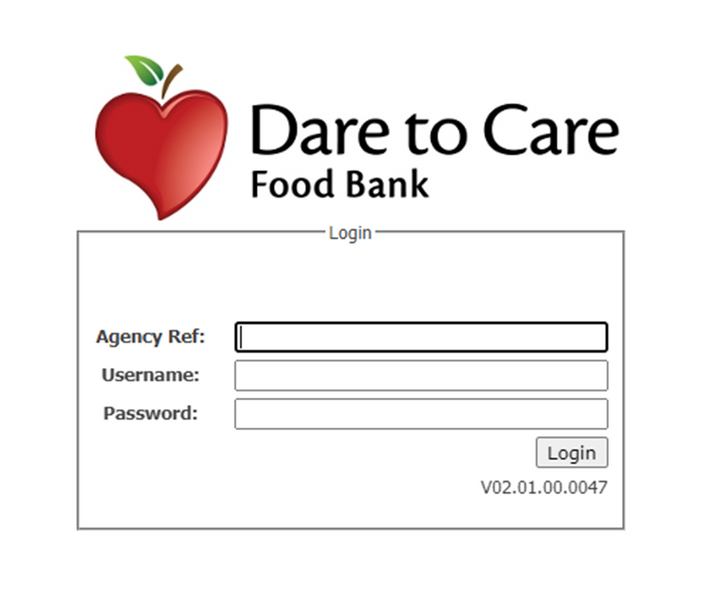 Dare to Care
Food Bank
Login
Agency Ref:
Username:
Password:
Login
V02.01.00.0047